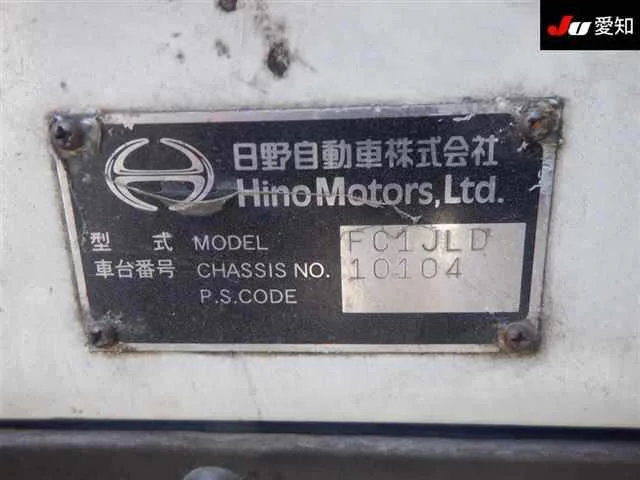 JU 愛知
日野自動車株式会社
Hino Motors, Ltd.
型 式 MODEL FC1JLD
車台番号 CHASSIS NO. 10104
P.S.CODE